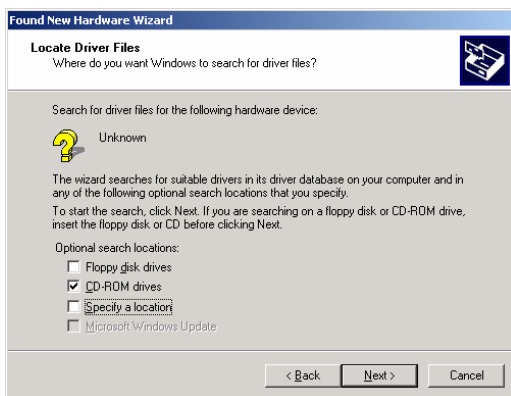 Found New Hardware Wizard
Locate Driver Files
Where do you want Windows to search for driver files?
Search for driver files for the following hardware device:
Unknown
The wizard searches for suitable drivers in its driver database on your computer and in
any of the following optional search locations that you specify.
To start the search, click Next. If you are searching on a floppy disk or CD-ROM drive,
insert the floppy disk or CD before clicking Next.
Optional search locations:
Floppy disk drives
CD-ROM drives
Specify a location
Microsoft Windows Update
< Back
Next >
Cancel